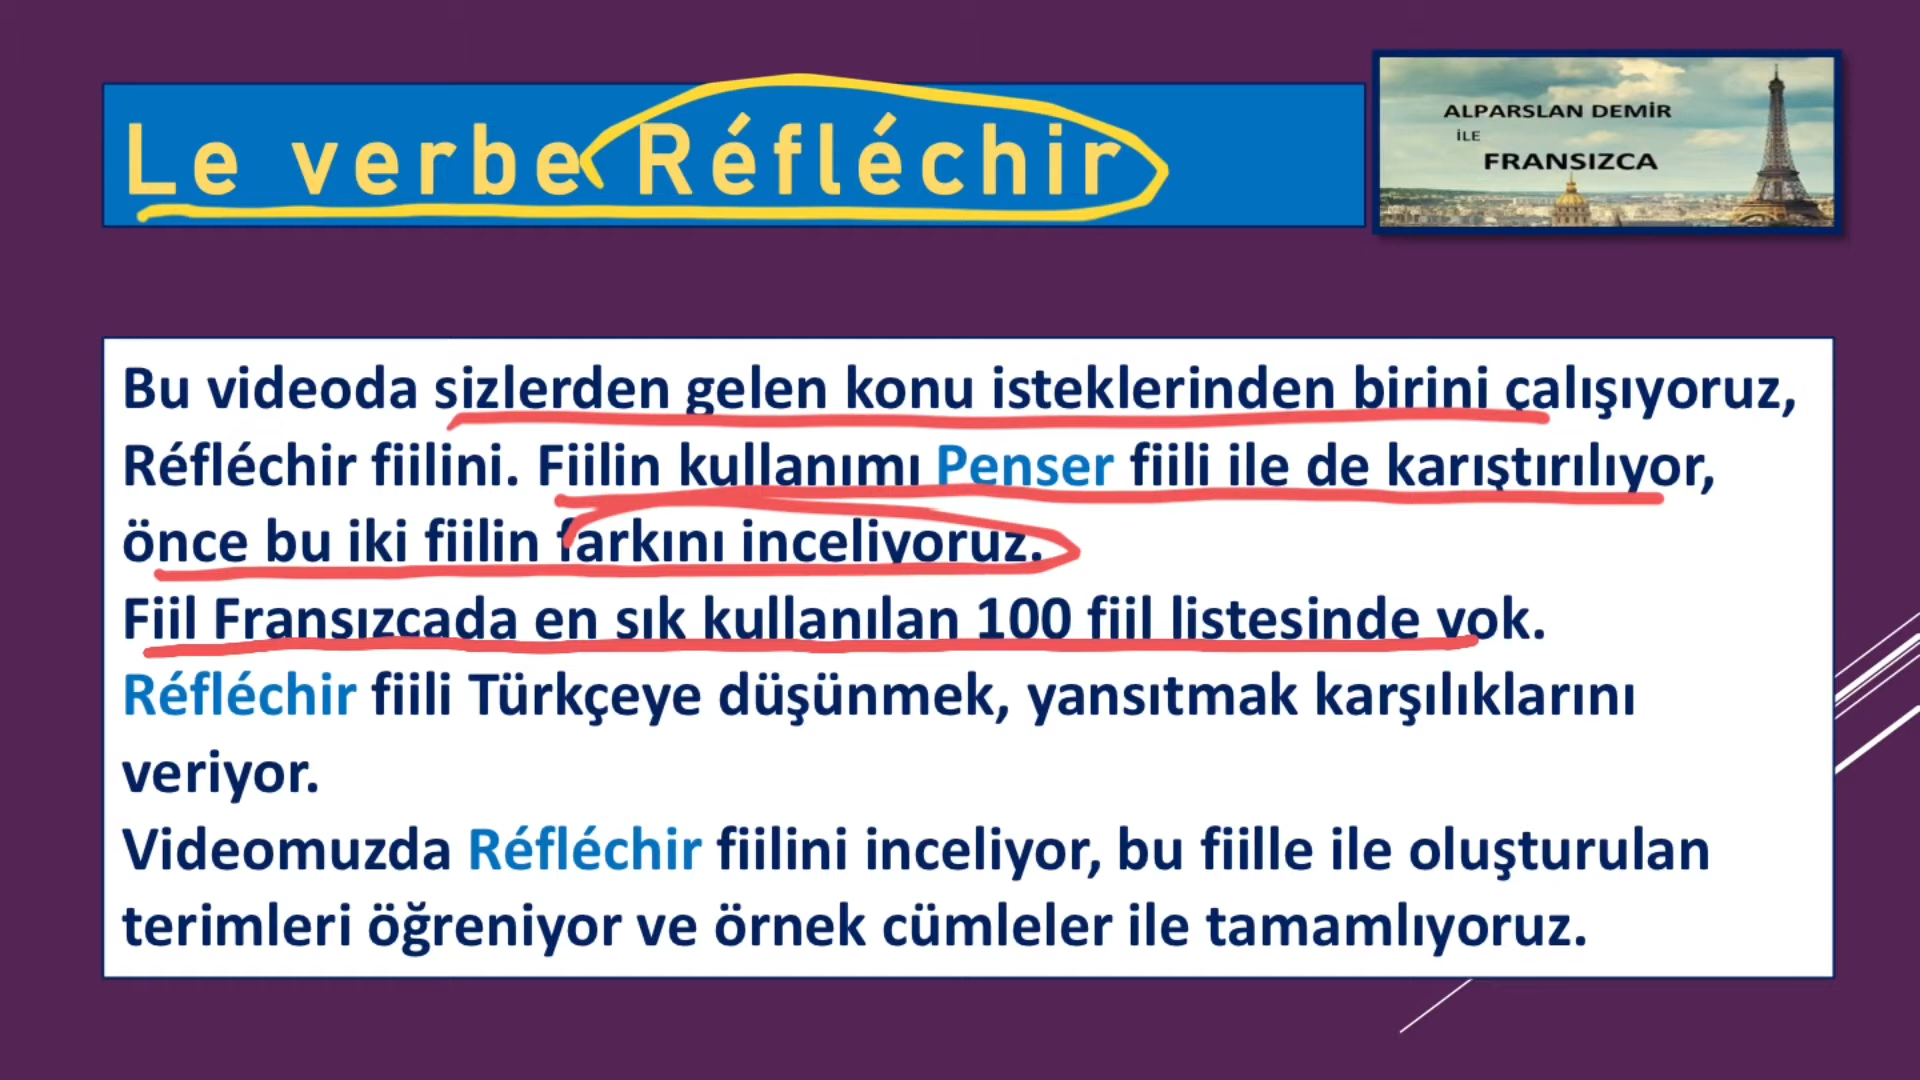 Le verbe Réfléchir
ALPARSLAN DEMİR
İLE
FRANSIZCA
Bu videoda sizlerden gelen konu isteklerinden birini çalışıyoruz,
Réfléchir fiilini. Fiilin kullanımı Penser fiili ile de karıştırılıyor,
önce bu iki fiilin farkını inceliyoruz.
Fiil Fransızcada en sık kullanılan 100 fiil listesinde yok.
Réfléchir fiili Türkçeye düşünmek, yansıtmak karşılıklarını
veriyor.
Videomuzda Réfléchir fiilini inceliyor, bu fiille ile oluşturulan
terimleri öğreniyor ve örnek cümleler ile tamamlıyoruz.